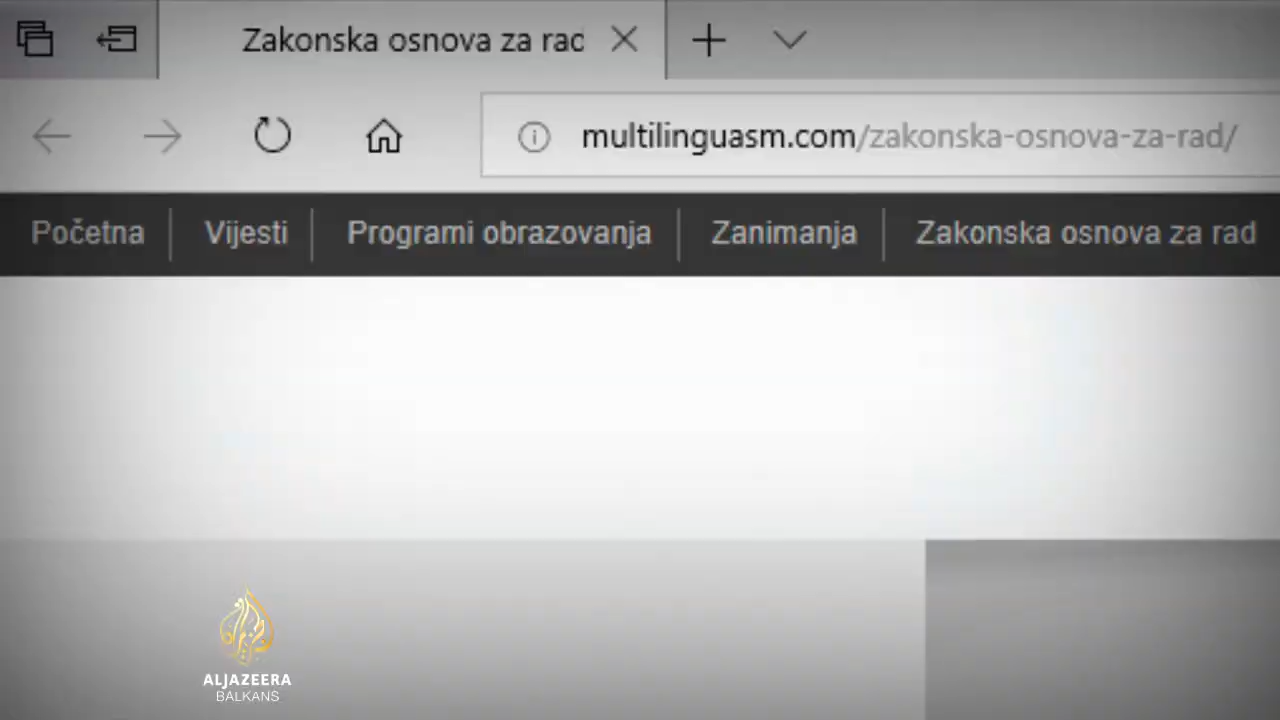 Zakonska osnova za rad
multilinguasm.com/zakonska-osnova-za-rad/
Početna Vijesti Programi obrazovanja Zanimanja Zakonska osnova za rad
ALJAZEERA
BALKANS